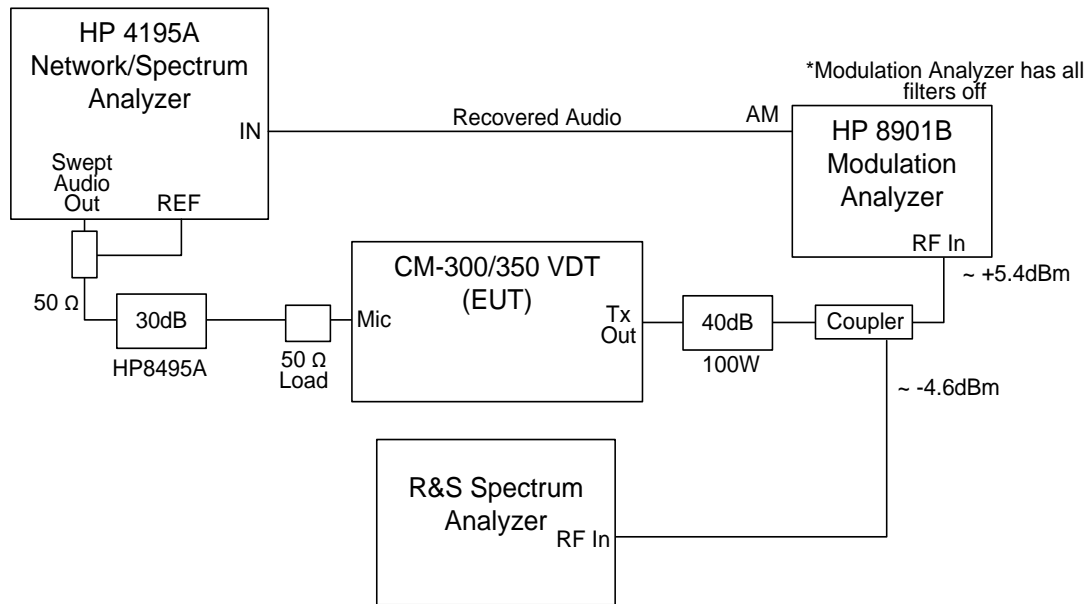 HP 4195A
Network/Spectrum
Analyzer
IN
Swept
Audio
Out
REF
Recovered Audio
AM
*Modulation Analyzer has all
filters off
HP 8901B
Modulation
Analyzer
RF In
~ +5.4dBm
50 Ω
30dB
HP8495A
50 Ω
Load
Mic
CM-300/350 VDT
(EUT)
Tx
Out
40dB
100W
Coupler
~ -4.6dBm
R&S Spectrum
Analyzer
RF In